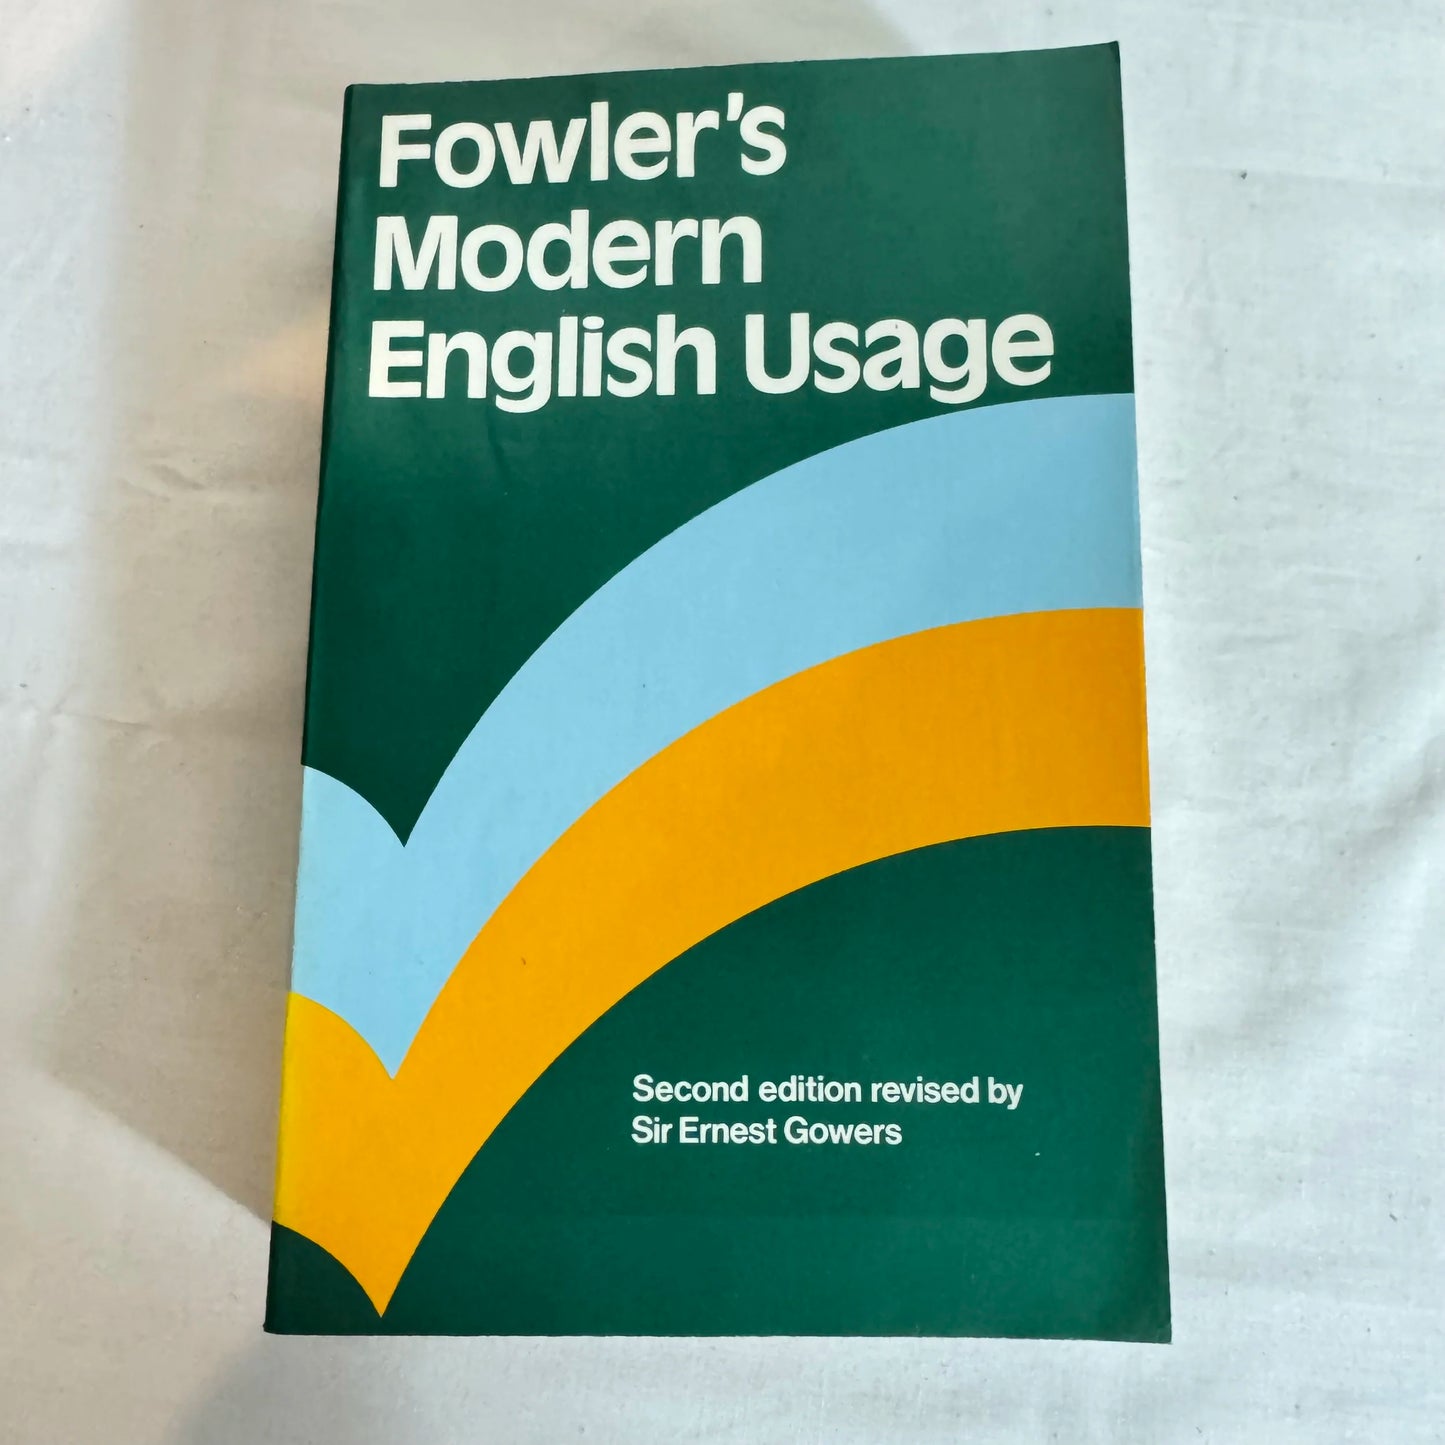 Fowler's
Modern
English Usage
Second edition revised by
Sir Ernest Gowers